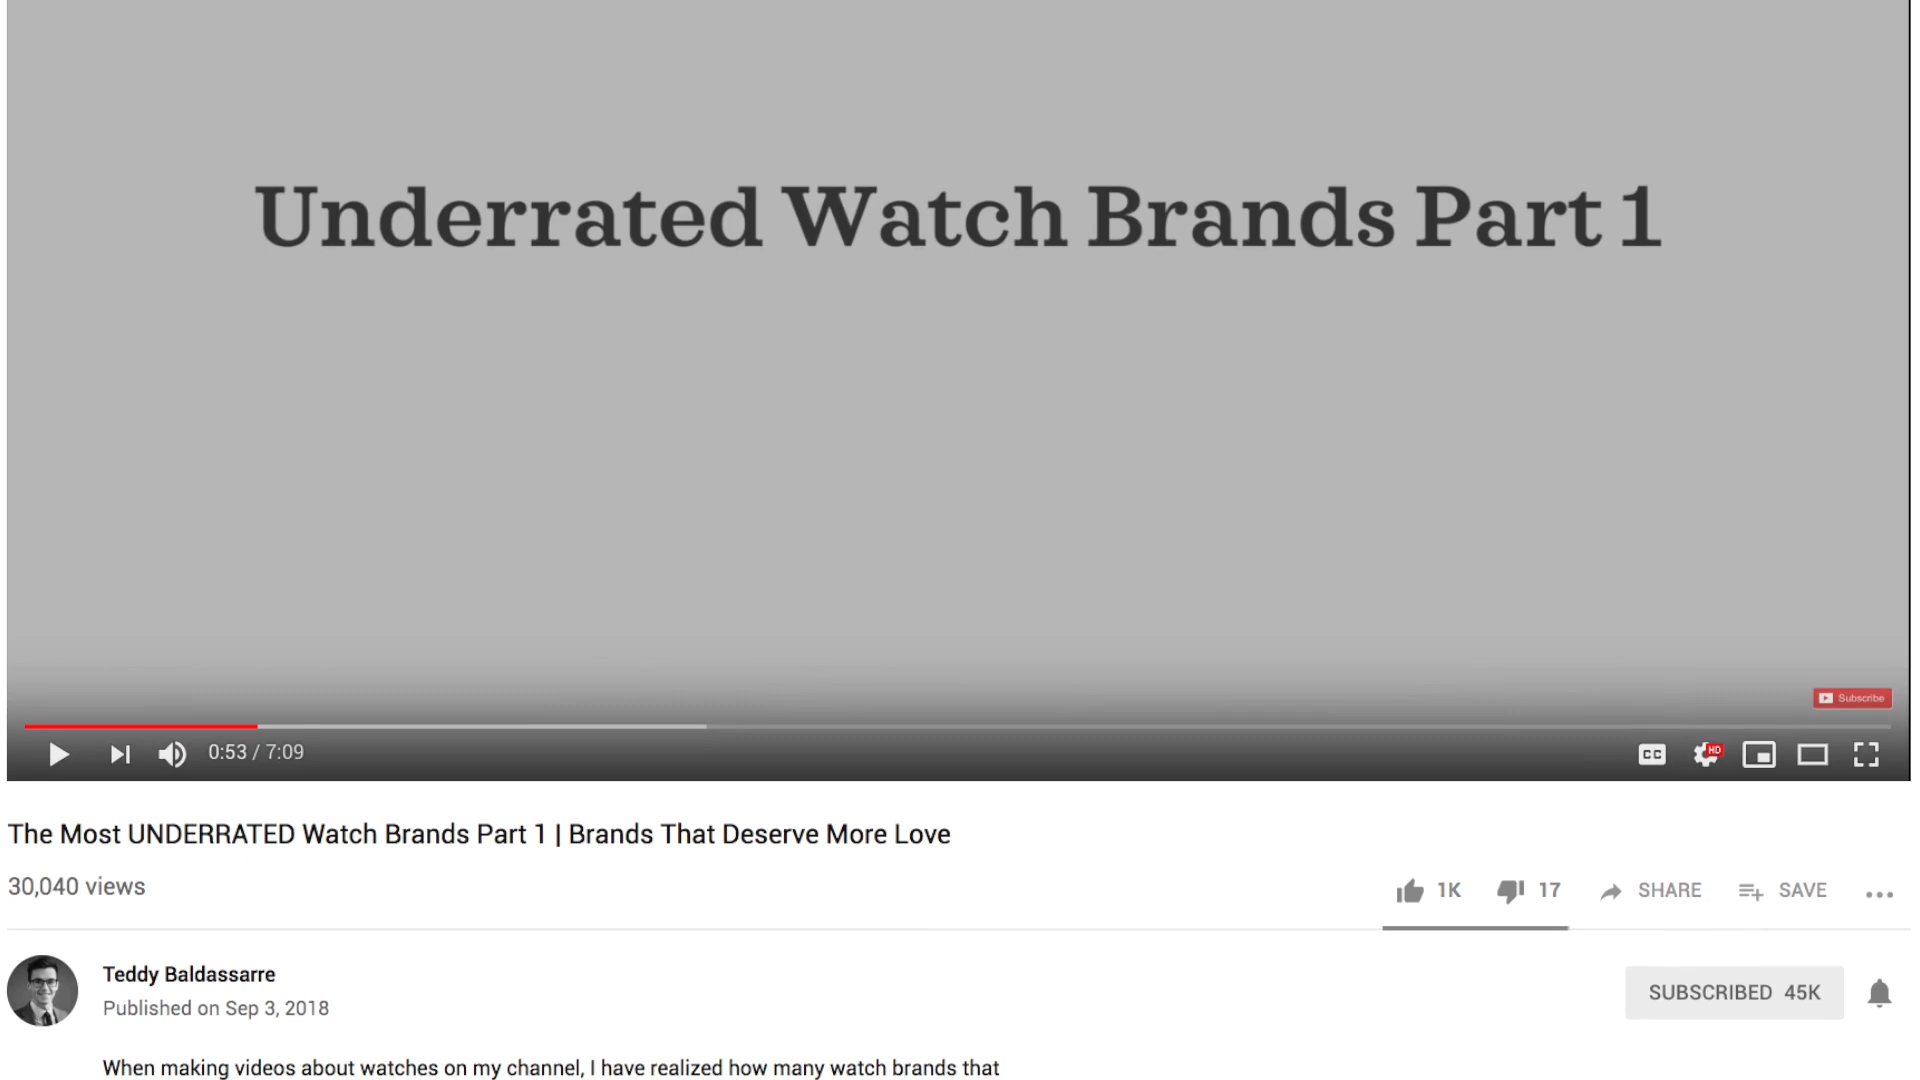 Underrated Watch Brands Part 1
Subscribe
0:53 / 7:09
CC
HD
The Most UNDERRATED Watch Brands Part 1 | Brands That Deserve More Love
30,040 views
1K 17 SHARE SAVE
Teddy Baldassarre
Published on Sep 3, 2018
SUBSCRIBED 45K
When making videos about watches on my channel, I have realized how many watch brands that